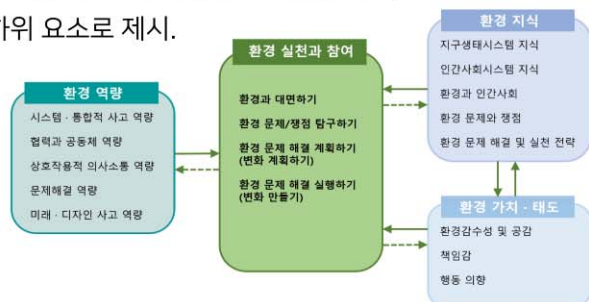 하위 요소로 제시.
환경 역량
시스템 · 통합적 사고 역량
협력과 공동체 역량
상호작용적 의사소통 역량
문제해결 역량
미래 · 디자인 사고 역량
환경 실천과 참여
환경과 대면하기
환경 문제/쟁점 탐구하기
환경 문제 해결 계획하기
(변화 계획하기)
환경 문제 해결 실행하기
(변화 만들기)
환경 지식
지구생태시스템 지식
인간사회시스템 지식
환경과 인간사회
환경 문제와 쟁점
환경 문제 해결 및 실천 전략
환경 가치 · 태도
환경감수성 및 공감
책임감
행동 의향